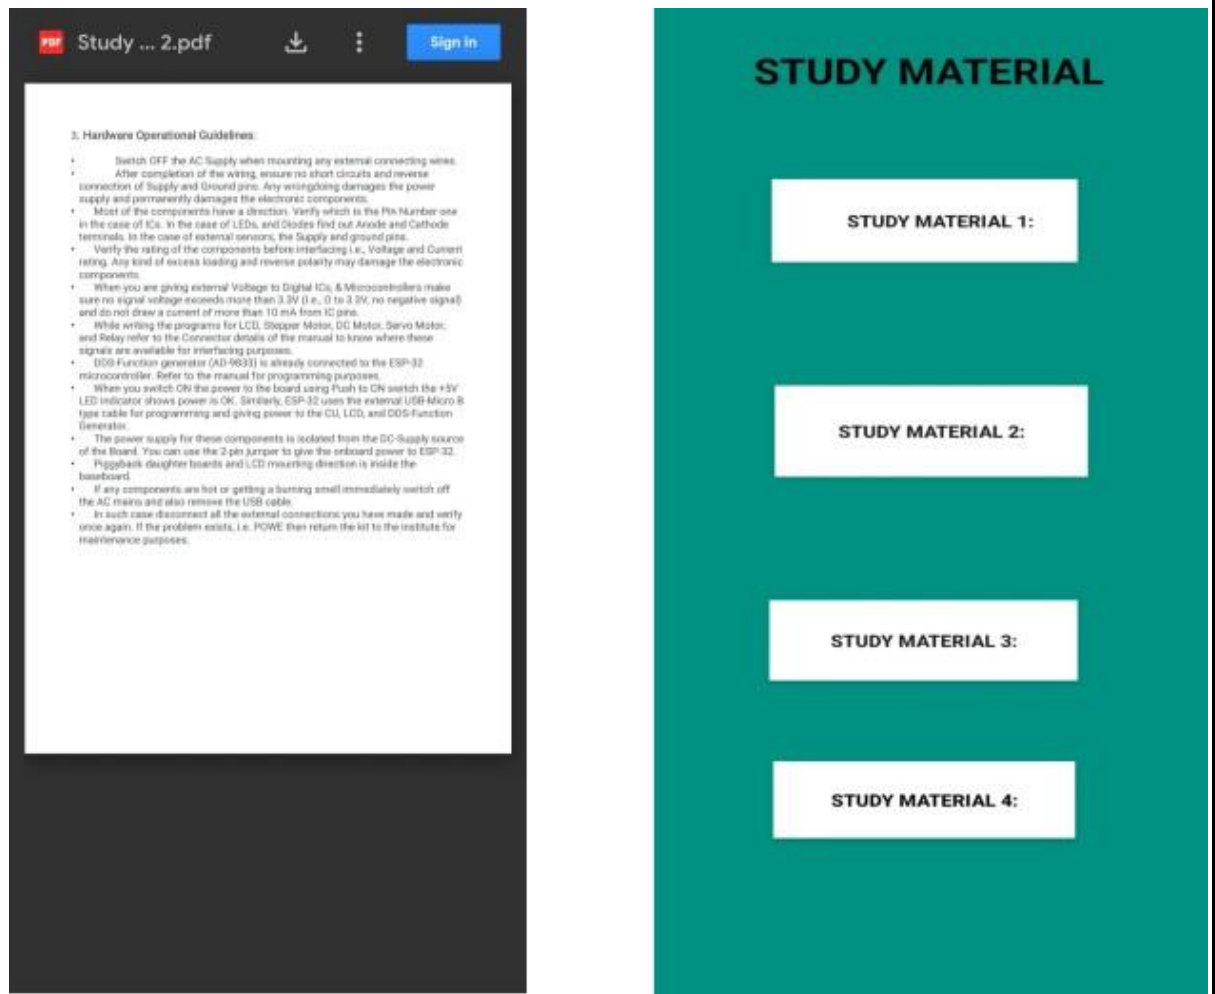 PDF
Study ... 2.pdf
Sign in
3. Hardware Operational Guidelines:
• Switch OFF the AC Supply when mounting any external connecting wires.
• After completion of the wiring, ensure no short circuits and reverse
connection of Supply and Ground pins. Any wrongdoing damages the power
supply and permanently damages the electronic components.
• Most of the components have a direction. Verify which is the Pin Number one
in the case of ICs. In the case of LEDs, and Diodes find out Anode and Cathode
terminals. In the case of external sensors, the Supply and ground pins.
• Verify the rating of the components before interfacing i.e., Voltage and Current
rating. Any kind of excess loading and reverse polarity may damage the electronic
components.
• When you are giving external Voltage to Digital ICs, & Microcontrollers make
sure no signal voltage exceeds more than 3.3V (i.e., 0 to 3.3V, no negative signal)
and do not draw a current of more than 10 mA from IC pins.
• While writing the programs for LCD, Stepper Motor, DC Motor, Servo Motor,
and Relay refer to the Connector details of the manual to know where these
signals are available for interfacing purposes.
• DDS-Function generator (AD-9833) is already connected to the ESP-32
microcontroller. Refer to the manual for programming purposes.
• When you switch ON the power to the board using Push to ON switch the +5V
LED indicator shows power is OK. Similarly, ESP-32 uses the external USB-Micro B
type cable for programming and giving power to the CU, LCD, and DDS-Function
Generator.
• The power supply for these components is isolated from the DC-Supply source
of the Board. You can use the 2-pin jumper to give the onboard power to ESP-32.
• Piggyback daughter boards and LCD mounting direction is inside the
baseboard.
• If any components are hot or getting a burning smell immediately switch off
the AC mains and also remove the USB cable.
• In such case disconnect all the external connections you have made and verify
once again. If the problem exists, i.e. POWE then return the kit to the institute for
maintenance purposes.
STUDY MATERIAL
STUDY MATERIAL 1:
STUDY MATERIAL 2:
STUDY MATERIAL 3:
STUDY MATERIAL 4: